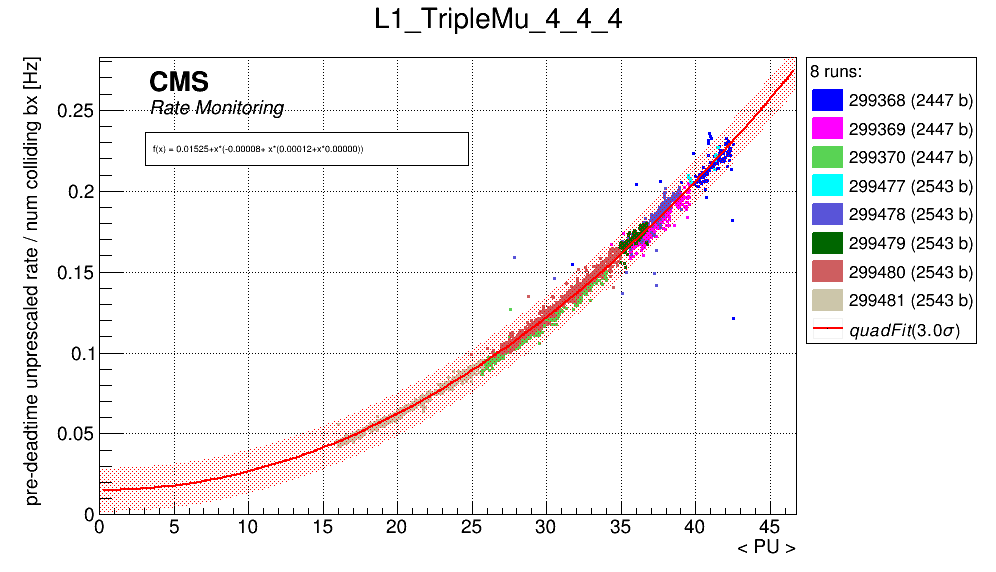 L1_TripleMu_4_4_4
pre-deadtime unprescaled rate / num colliding bx [Hz]
CMS
Rate Monitoring
f(x) = 0.01525+x*(-0.00008+ x*(0.00012+x*0.00000))
0.25
0.2
0.15
0.1
0.05
0
0 5 10 15 20 25 30 35 40 45
< PU >
8 runs:
299368 (2447 b)
299369 (2447 b)
299370 (2447 b)
299477 (2543 b)
299478 (2543 b)
299479 (2543 b)
299480 (2543 b)
299481 (2543 b)
quadFit(3.0σ)